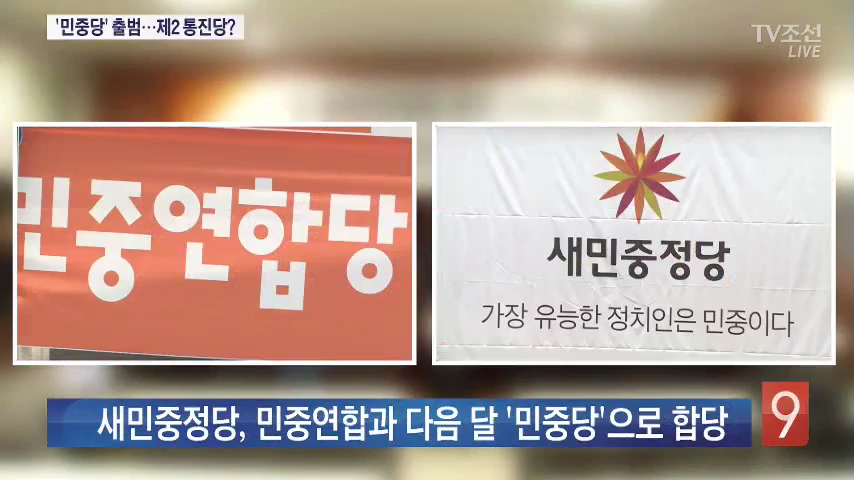 '민중당' 출범…제2 통진당?
TV조선
LIVE
민중연합당
새민중정당
가장 유능한 정치인은 민중이다
새민중정당, 민중연합과 다음 달 '민중당'으로 합당
9